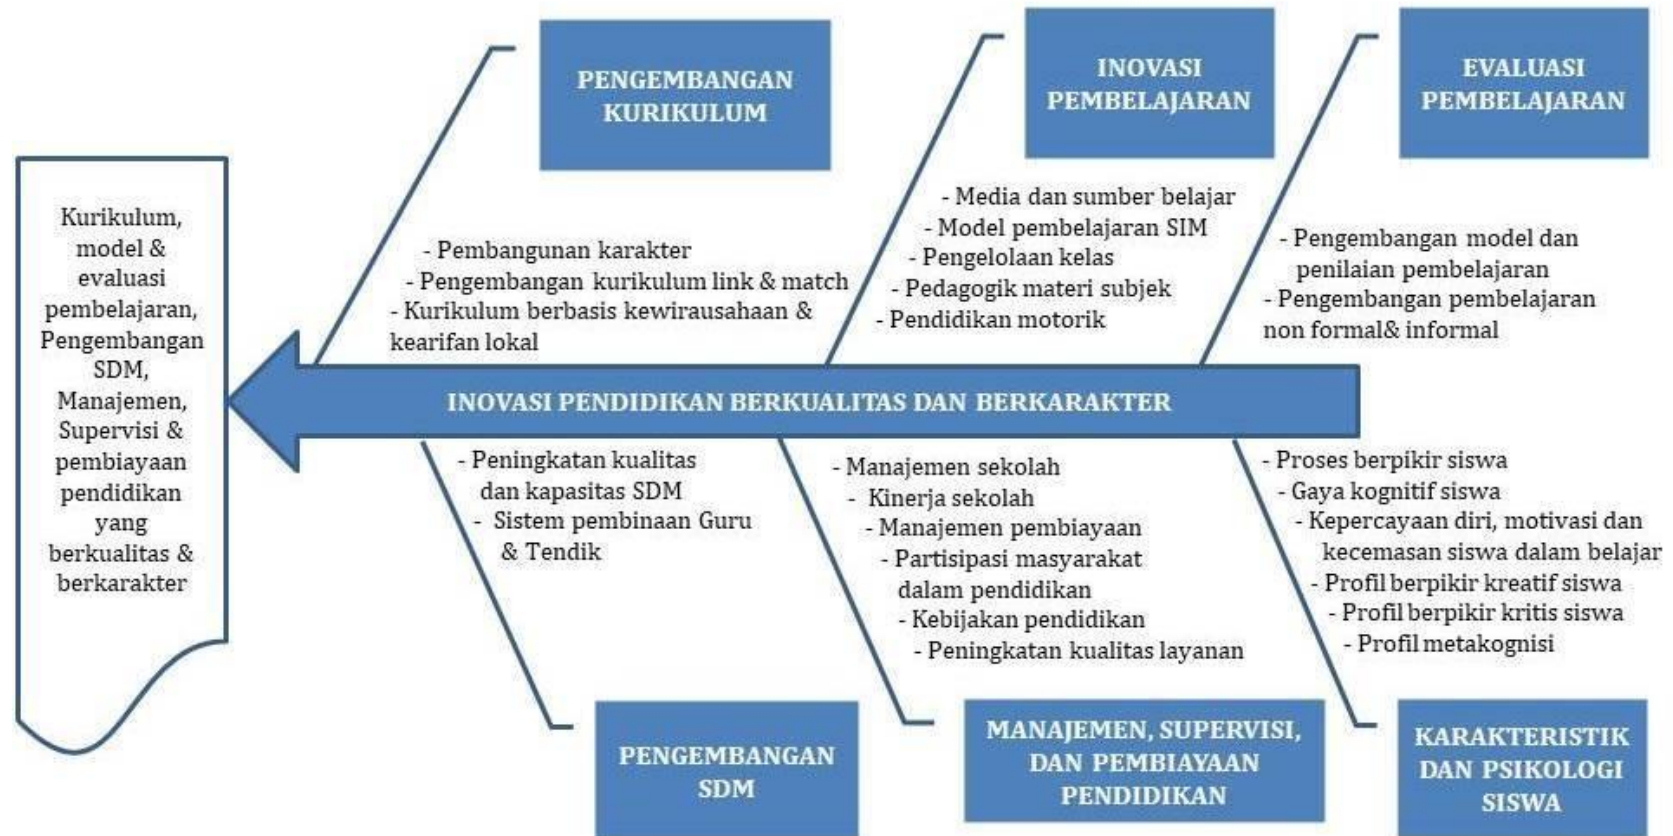 PENGEMBANGAN
KURIKULUM
INOVASI
PEMBELAJARAN
EVALUASI
PEMBELAJARAN
Kurikulum,
model &
evaluasi
pembelajaran,
Pengembangan
SDM,
Manajemen,
Supervisi &
pembiayaan
pendidikan
yang
berkualitas &
berkarakter
- Pembangunan karakter
- Pengembangan kurikulum link & match
- Kurikulum berbasis kewirausahaan &
kearifan lokal
- Media dan sumber belajar
- Model pembelajaran SIM
- Pengelolaan kelas
- Pedagogik materi subjek
- Pendidikan motorik
- Pengembangan model dan
penilaian pembelajaran
- Pengembangan pembelajaran
non formal& informal
INOVASI PENDIDIKAN BERKUALITAS DAN BERKARAKTER
- Peningkatan kualitas
dan kapasitas SDM
- Sistem pembinaan Guru
& Tendik
- Manajemen sekolah
- Kinerja sekolah
- Manajemen pembiayaan
- Partisipasi masyarakat
dalam pendidikan
- Kebijakan pendidikan
- Peningkatan kualitas layanan
- Proses berpikir siswa
- Gaya kognitif siswa
- Kepercayaan diri, motivasi dan
kecemasan siswa dalam belajar
- Profil berpikir kreatif siswa
- Profil berpikir kritis siswa
- Profil metakognisi
PENGEMBANGAN
SDM
MANAJEMEN, SUPERVISI,
DAN PEMBIAYAAN
PENDIDIKAN
KARAKTERISTIK
DAN PSIKOLOGI
SISWA